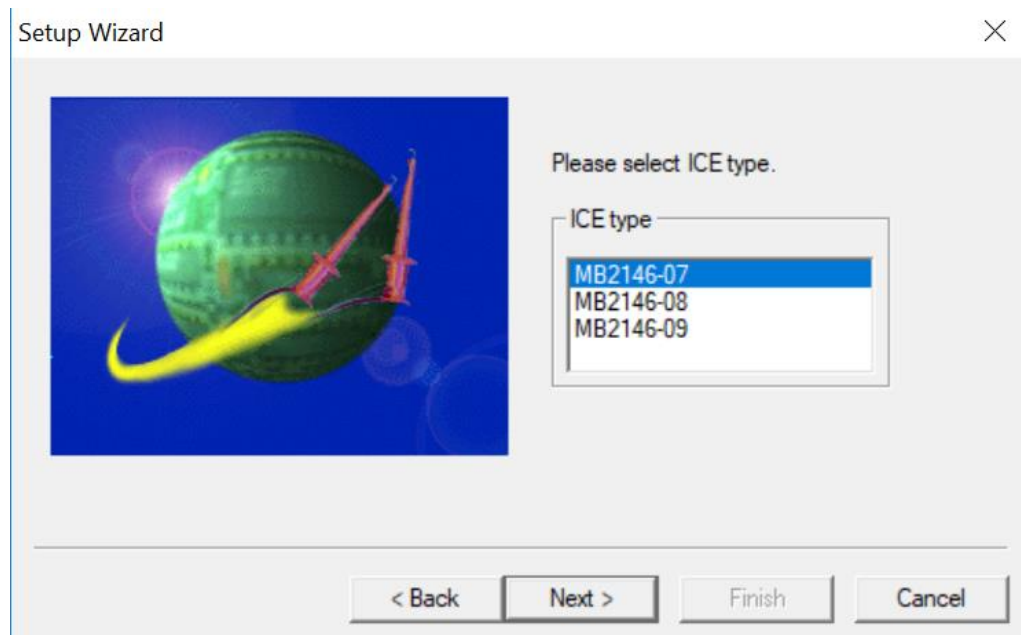 Setup Wizard
Please select ICE type.
ICE type
MB2146-07
MB2146-08
MB2146-09
< Back
Next >
Finish
Cancel